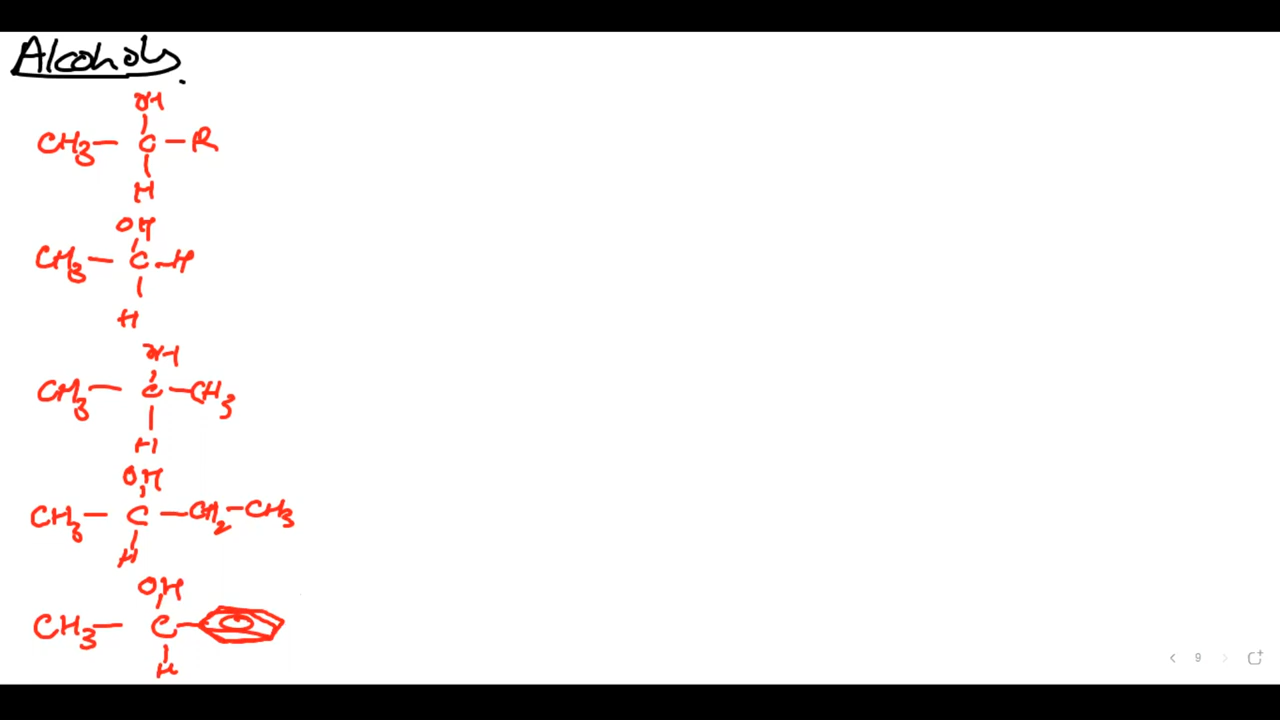 Alcohols
OH
CH3 - C - R
H
OH
CH3 - C - H
H
OH
CH3 - C - CH3
H
OH
CH3 - C - CH2 - CH3
H
OH
CH3 - C -
H
9